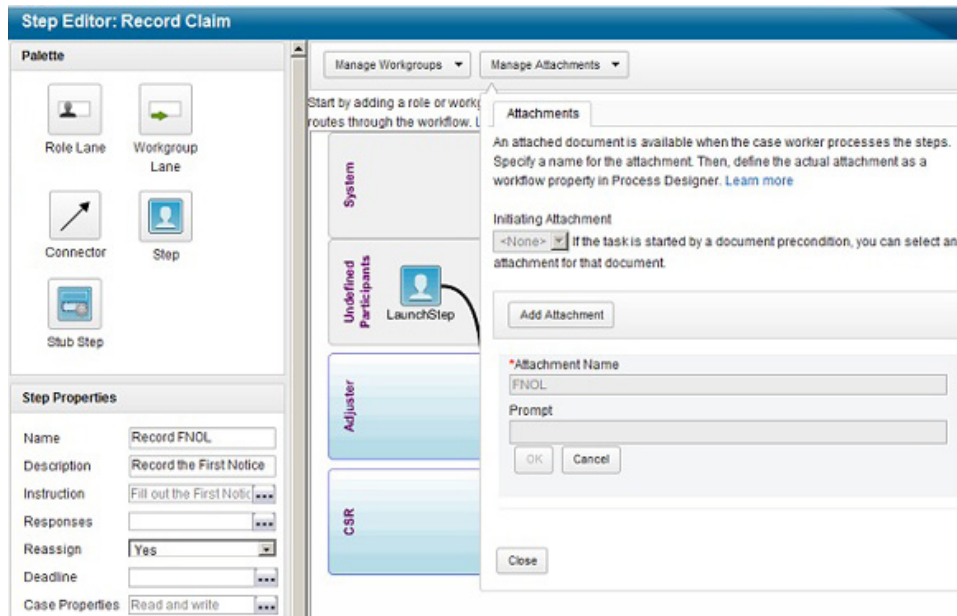 Step Editor: Record Claim
Palette
Role Lane
Workgroup
Lane
Connector
Step
Stub Step
Step Properties
Name Record FNOL
Description Record the First Notice
Instruction Fill out the First Notic ...
Responses ...
Reassign Yes
Deadline ...
Case Properties Read and write ...
Manage Workgroups
Manage Attachments
Start by adding a role or workg
routes through the workflow. L
System
Undefined
Participants
LaunchStep
Adjuster
CSR
Attachments
An attached document is available when the case worker processes the steps.
Specify a name for the attachment. Then, define the actual attachment as a
workflow property in Process Designer. Learn more
Initiating Attachment
<None> If the task is started by a document precondition, you can select an
attachment for that document.
Add Attachment
*Attachment Name
FNOL
Prompt
OK Cancel
Close